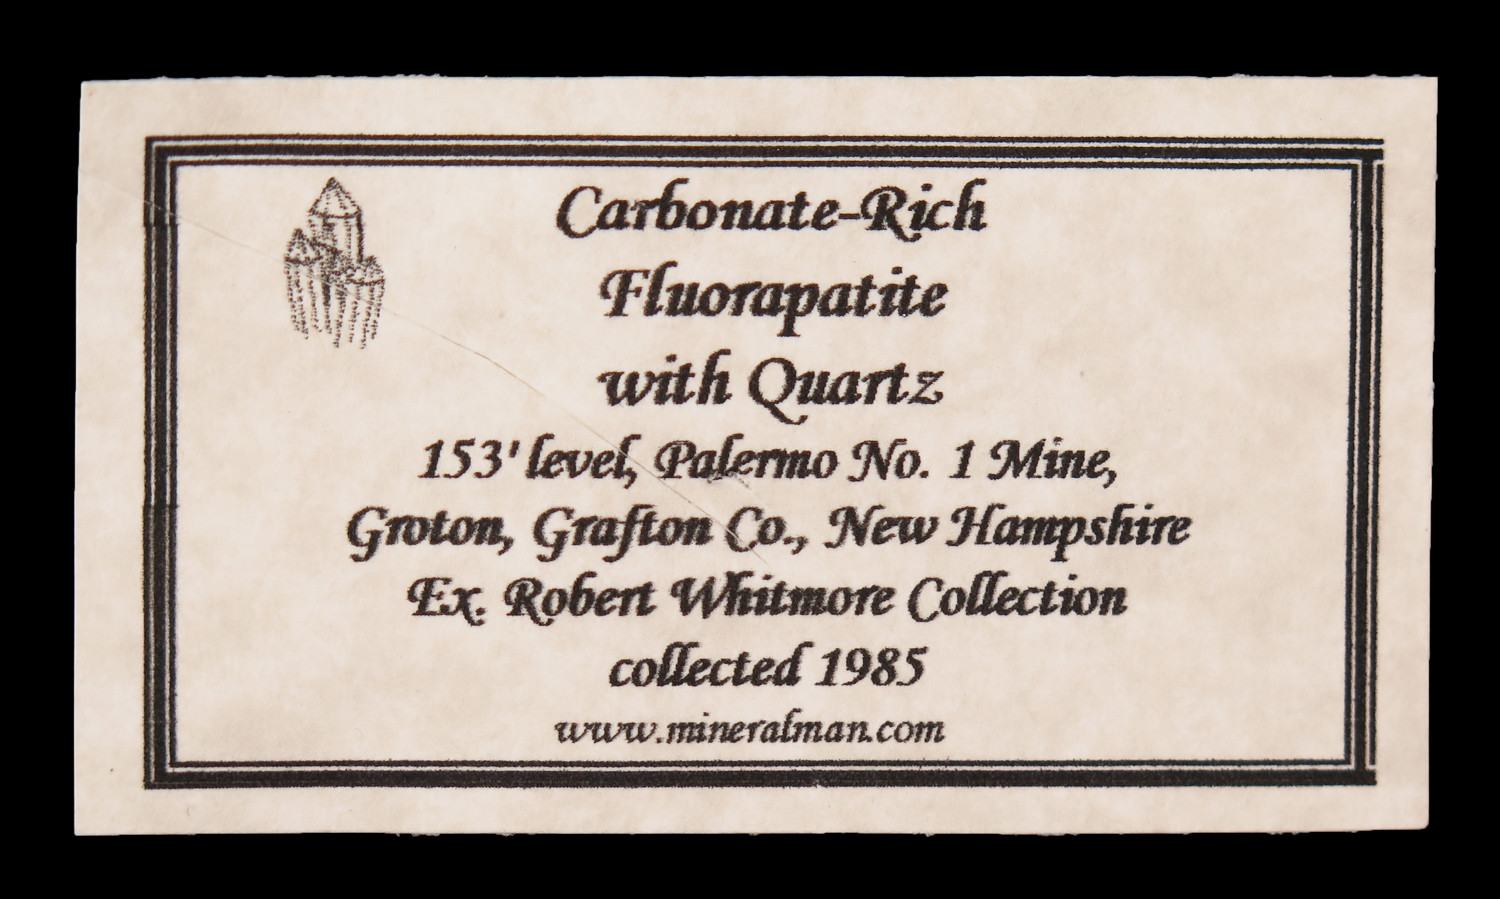 Carbonate-Rich
Fluorapatite
with Quartz
153' level, Palermo No. 1 Mine,
Groton, Grafton Co., New Hampshire
Ex. Robert Whitmore Collection
collected 1985
www.mineralman.com